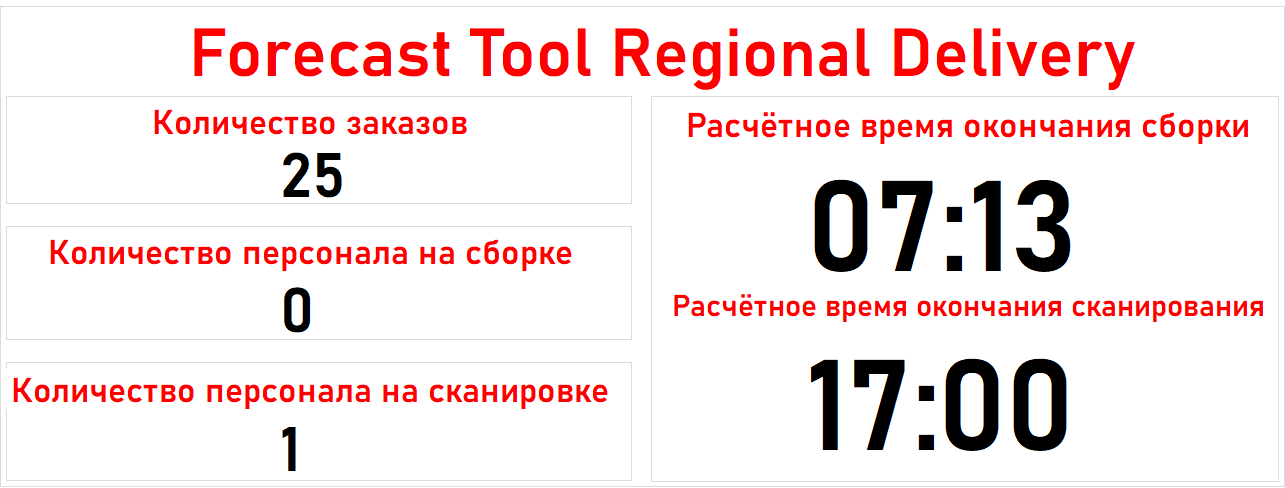 Forecast Tool Regional Delivery
Количество заказов
25
Количество персонала на сборке
0
Количество персонала на сканировке
1
Расчётное время окончания сборки
07:13
Расчётное время окончания сканирования
17:00